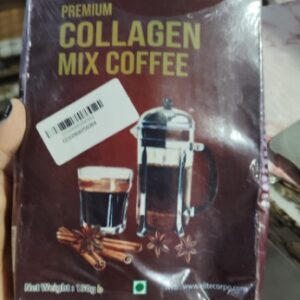 PREMIUM
COLLAGEN
MIX COFFEE
Net Weight :